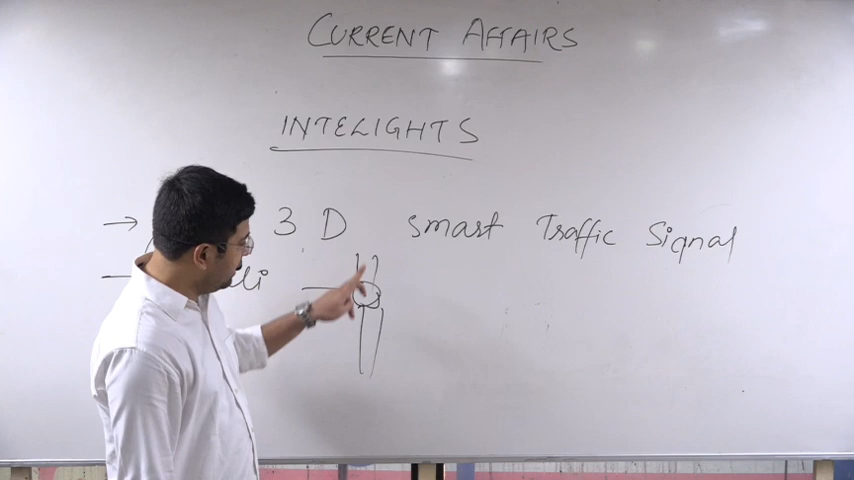 CURRENT AFFAIRS
INTELIGHTS
→ 3 D smart Traffic Signal